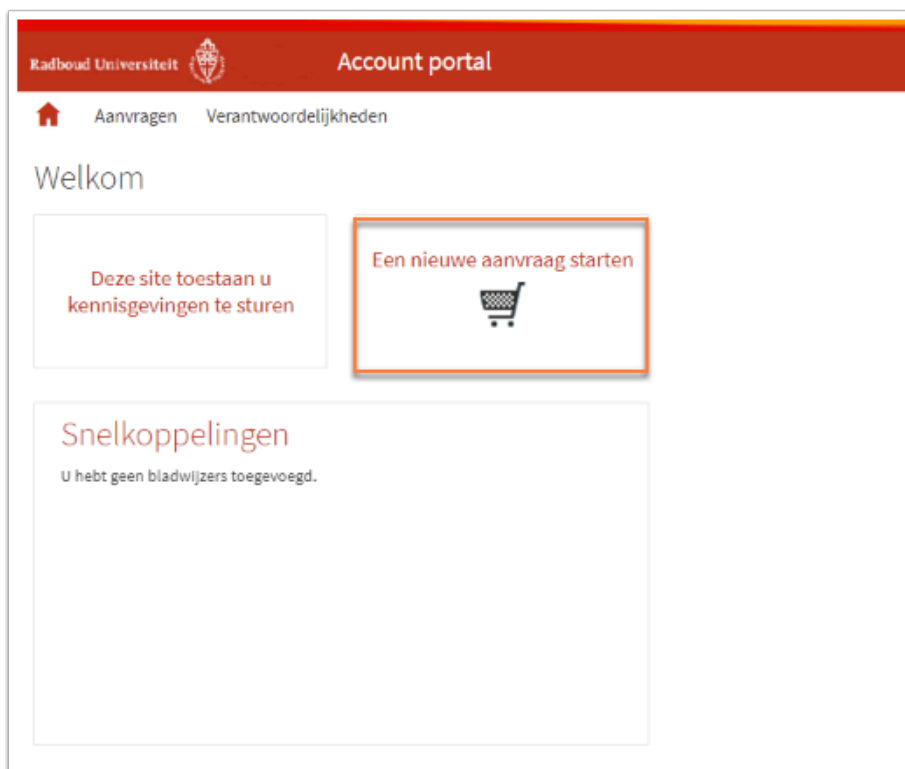 Radboud Universiteit
Account portal
Aanvragen Verantwoordelijkheden
Welkom
Deze site toestaan u
kennisgevingen te sturen
Een nieuwe aanvraag starten
Snelkoppelingen
U hebt geen bladwijzers toegevoegd.